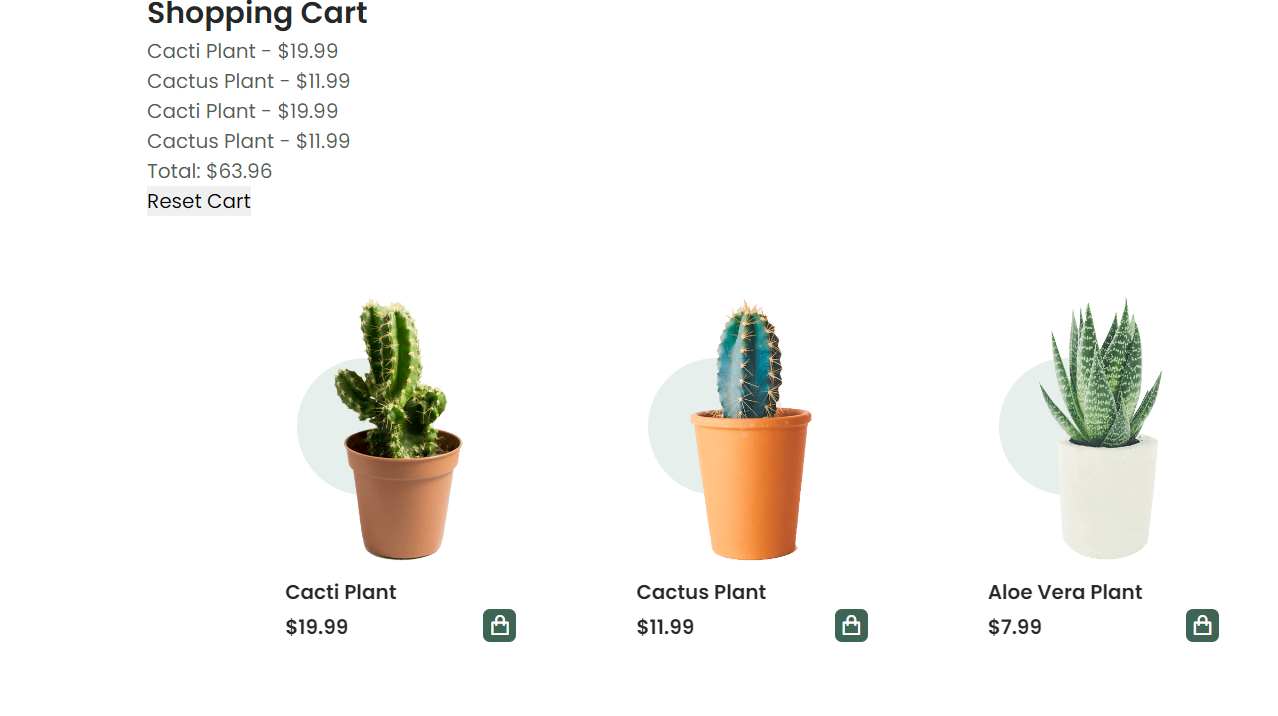 Shopping Cart
Cacti Plant - $19.99
Cactus Plant - $11.99
Cacti Plant - $19.99
Cactus Plant - $11.99
Total: $63.96
Reset Cart
Cacti Plant
$19.99
Cactus Plant
$11.99
Aloe Vera Plant
$7.99